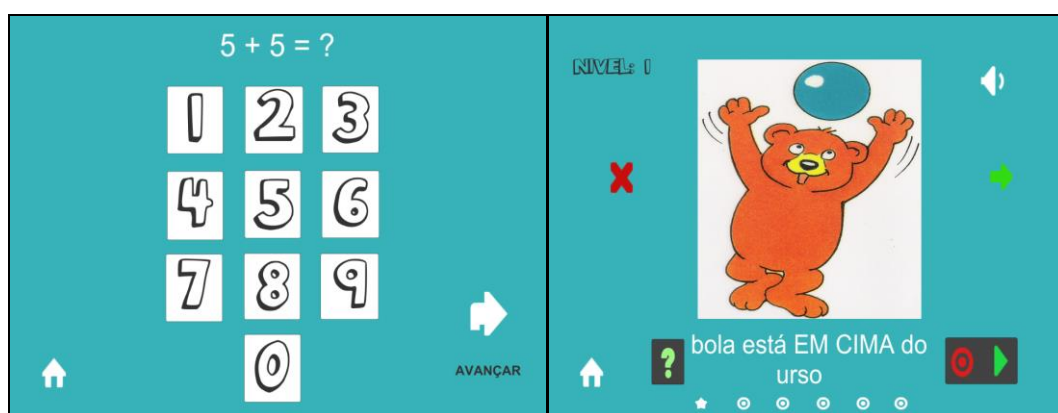 5 + 5 = ?
1 2 3
4 5 6
7 8 9
0
AVANÇAR
NIVEL: 1
?
bola está EM CIMA do
urso